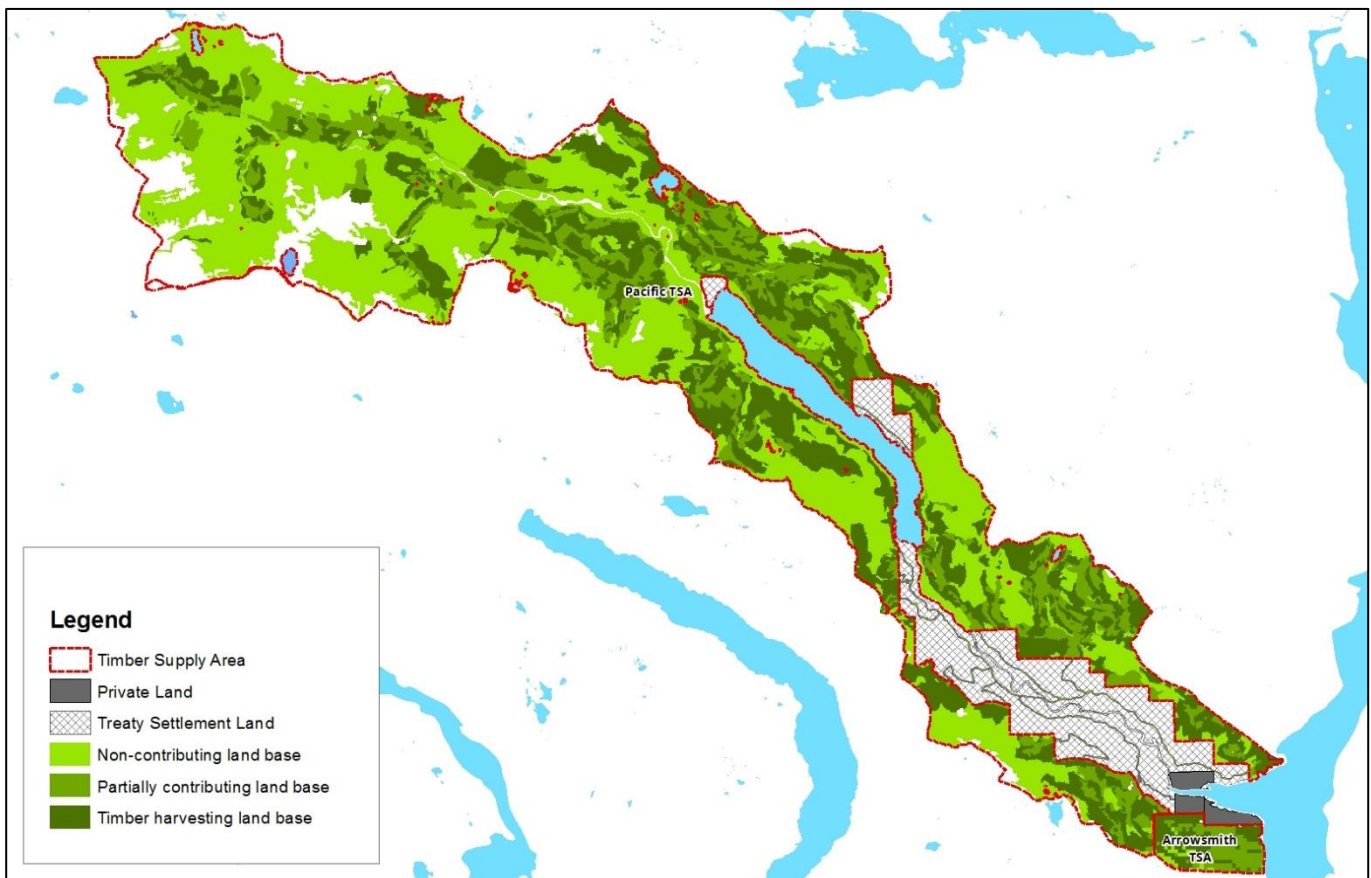 Pacific TSA
Legend
Timber Supply Area
Private Land
Treaty Settlement Land
Non-contributing land base
Partially contributing land base
Timber harvesting land base
Arrowsmith
TSA